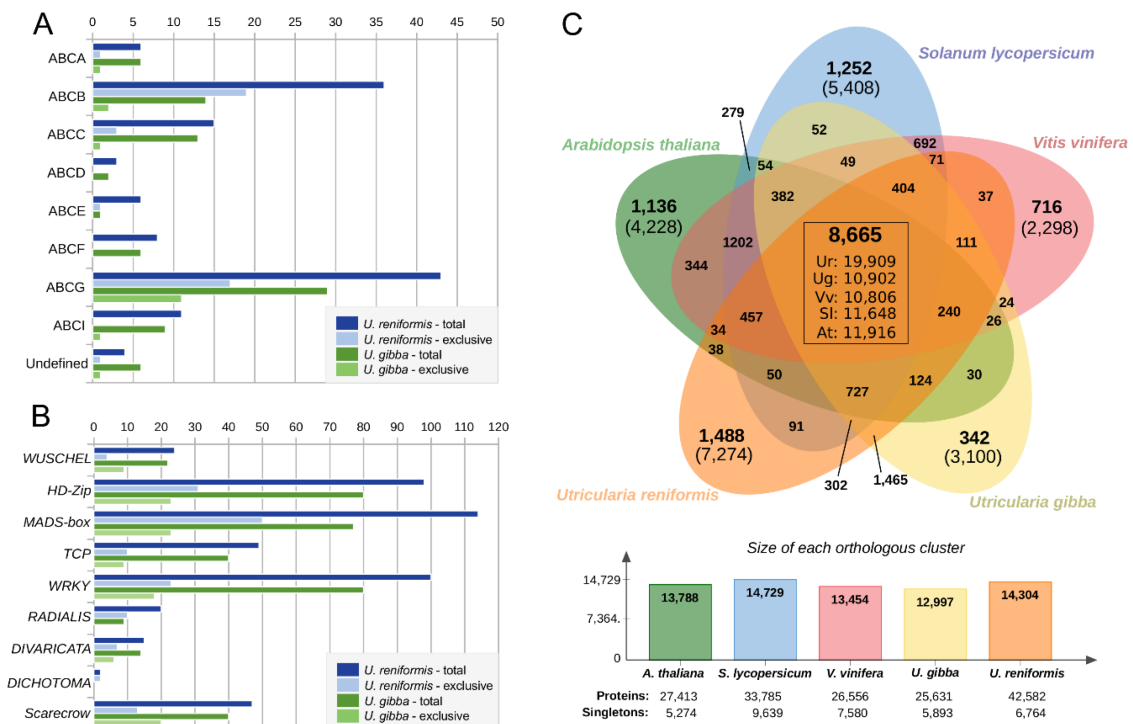 A
0 5 10 15 20 25 30 35 40 45 50
ABCA
ABCB
ABCC
ABCD
ABCE
ABCF
ABCG
ABCI
Undefined
U. reniformis - total
U. reniformis - exclusive
U. gibba - total
U. gibba - exclusive
B
0 10 20 30 40 50 60 70 80 90 100 110 120
WUSCHEL
HD-Zip
MADS-box
TCP
WRKY
RADIALIS
DIVARICATA
DICHOTOMA
Scarecrow
U. reniformis - total
U. reniformis - exclusive
U. gibba - total
U. gibba - exclusive
C
Solanum lycopersicum
1,252
(5,408)
279
52
692
Arabidopsis thaliana
Vitis vinifera
54
49
71
1,136
(4,228)
382
404
37
716
(2,298)
344
1202
8,665
Ur: 19,909
Ug: 10,902
Vv: 10,806
Sl: 11,648
At: 11,916
111
34
457
240
24
26
38
50
727
124
30
1,488
(7,274)
91
342
(3,100)
302
1,465
Utricularia reniformis
Utricularia gibba
Size of each orthologous cluster
14,729
7,364.
0
13,788 14,729 13,454 12,997 14,304
A. thaliana S. lycopersicum V. vinifera U. gibba U. reniformis
Proteins: 27,413 33,785 26,556 25,631 42,582
Singletons: 5,274 9,639 7,580 5,893 6,764